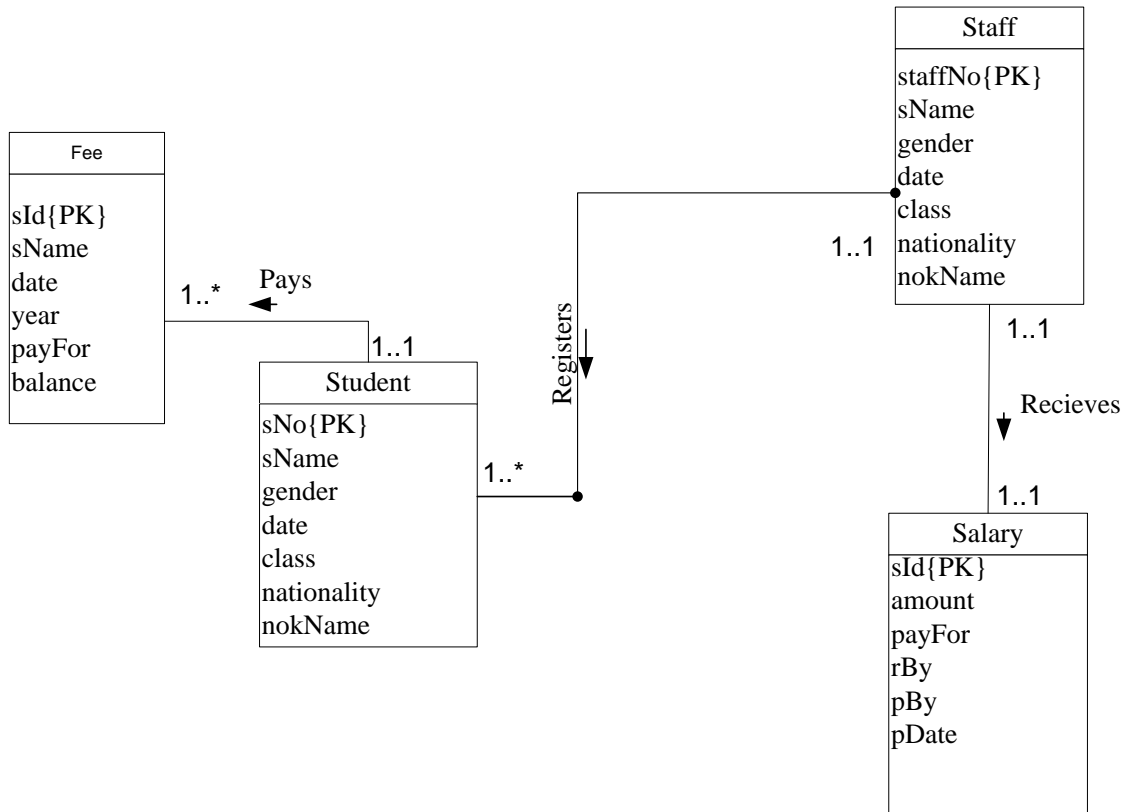 Staff
staffNo{PK}
sName
gender
date
class
nationality
nokName
1..1
1..1
Fee
sId{PK}
sName
date
year
payFor
balance
1..*
Pays
1..1
Registers
Student
sNo{PK}
sName
gender
date
class
nationality
nokName
1..*
Recieves
1..1
Salary
sId{PK}
amount
payFor
rBy
pBy
pDate